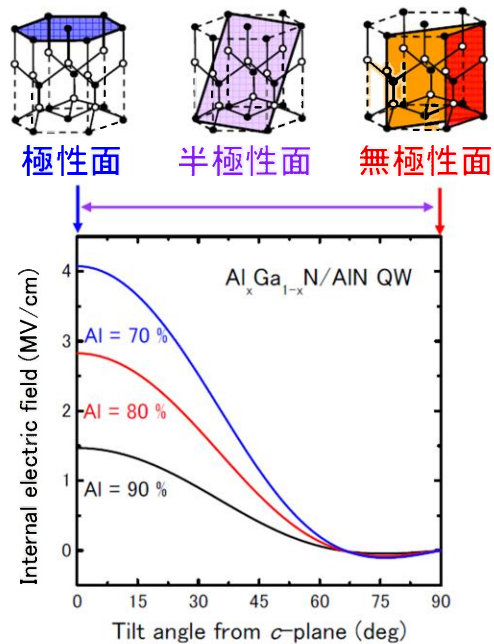 極性面 半極性面 無極性面
AlxGa1-xN/AlN QW
Internal electric field (MV/cm)
4
3
2
1
0
Al = 70 %
Al = 80 %
Al = 90 %
0 15 30 45 60 75 90
Tilt angle from c-plane (deg)